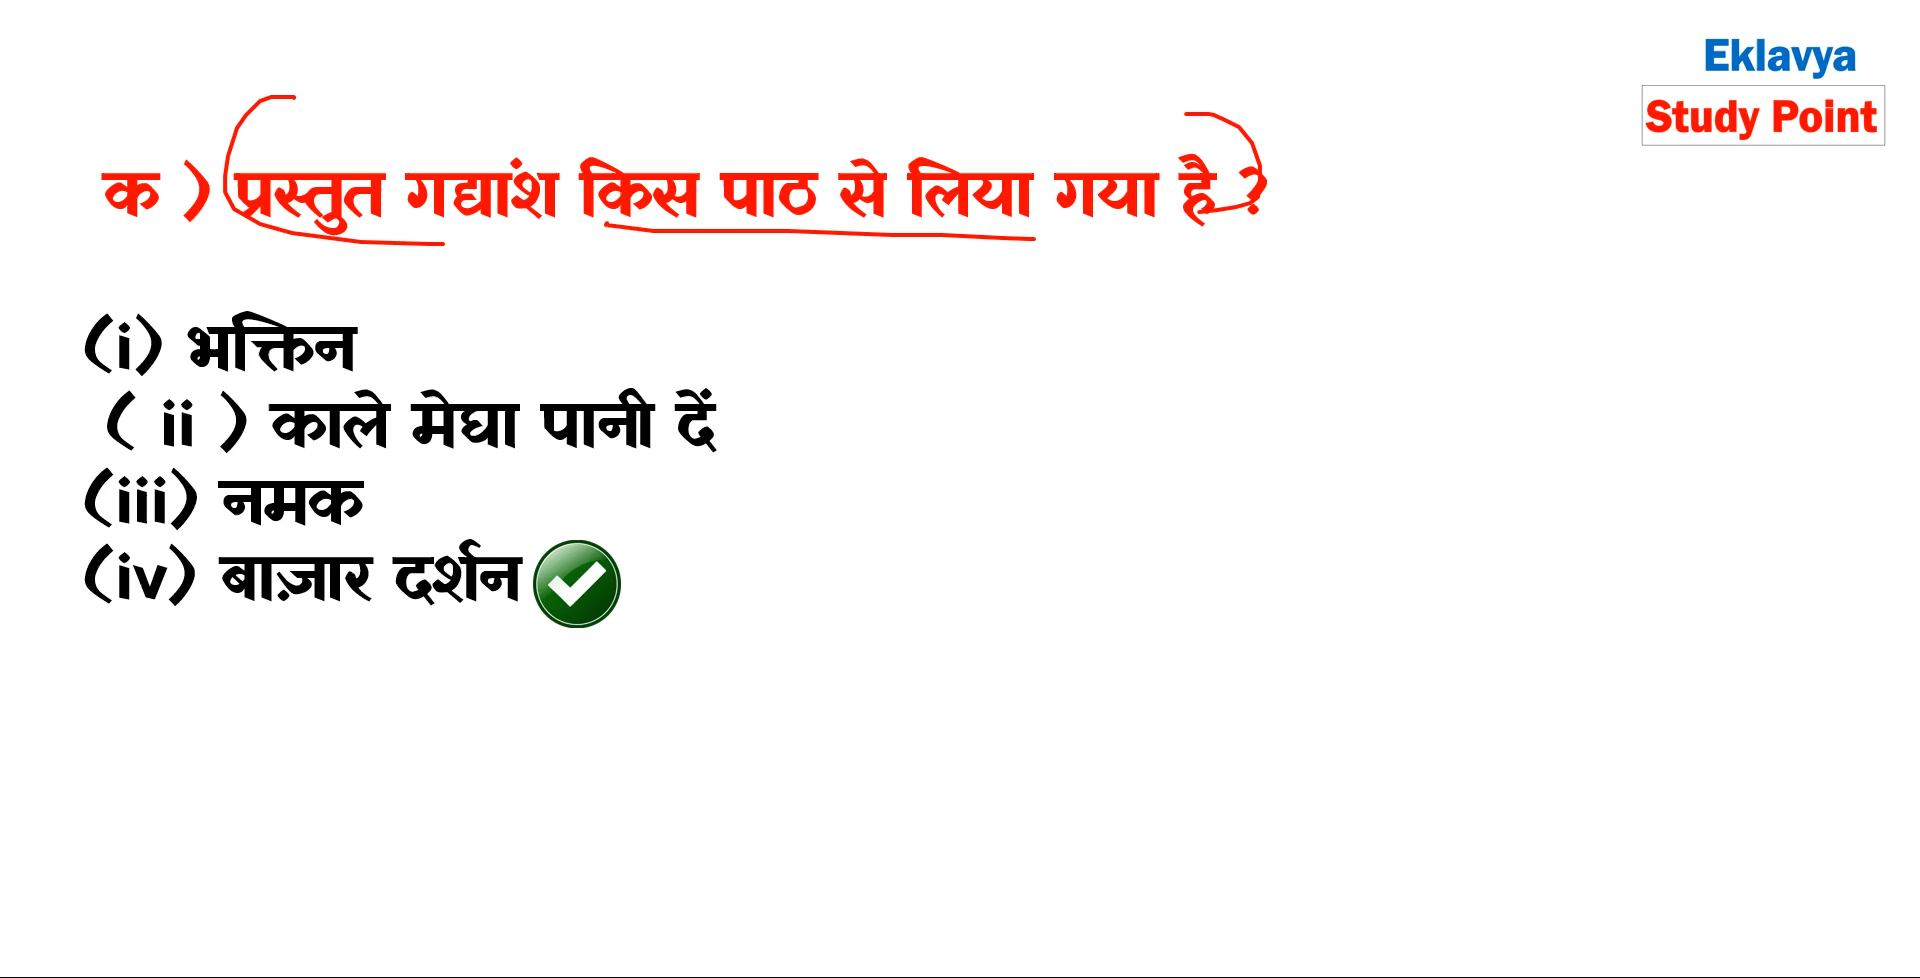 Eklavya
Study Point
क ) प्रस्तुत गद्यांश किस पाठ से लिया गया है ?
(i) भक्तिन
( ii ) काले मेघा पानी दें
(iii) नमक
(iv) बाज़ार दर्शन